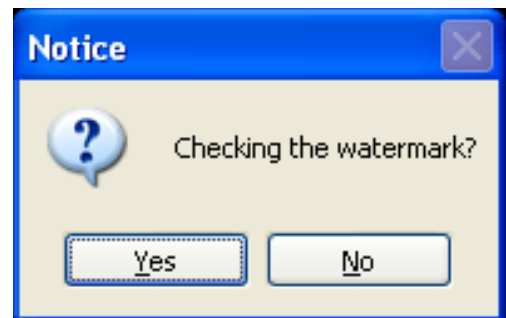 Notice
Checking the watermark?
Yes
No